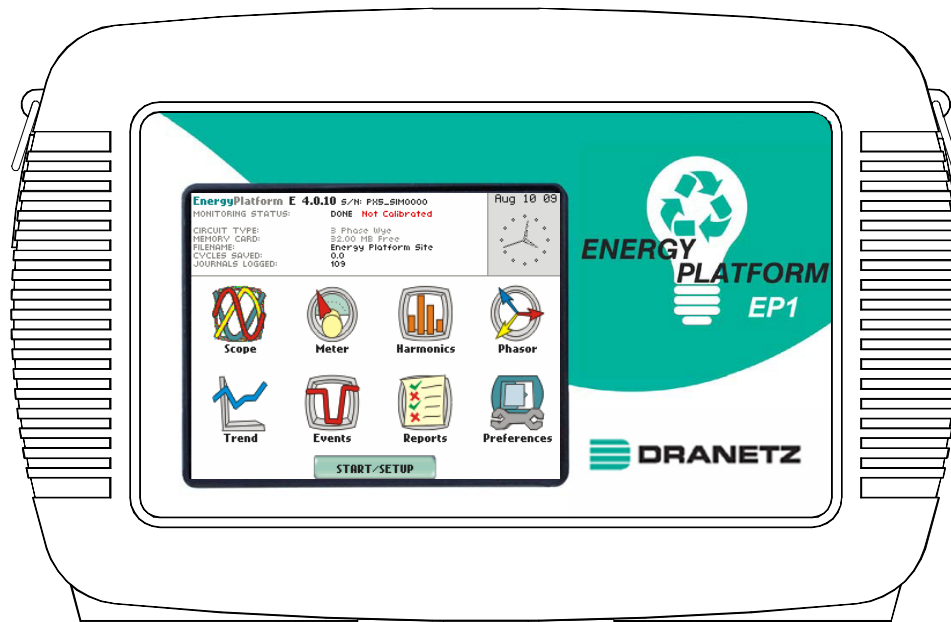 EnergyPlatform E 4.0.10 S/N: PXS_SIM0000
MONITORING STATUS: DONE Not Calibrated
CIRCUIT TYPE: 3 Phase Wye
MEMORY CARD: 32.00 MB Free
FILENAME: Energy Platform Site
CYCLES SAVED: 0.0
JOURNALS LOGGED: 109
Aug 10 09
Scope Meter Harmonics Phasor
Trend Events Reports Preferences
START/SETUP
ENERGY
PLATFORM
EP1
DRANETZ